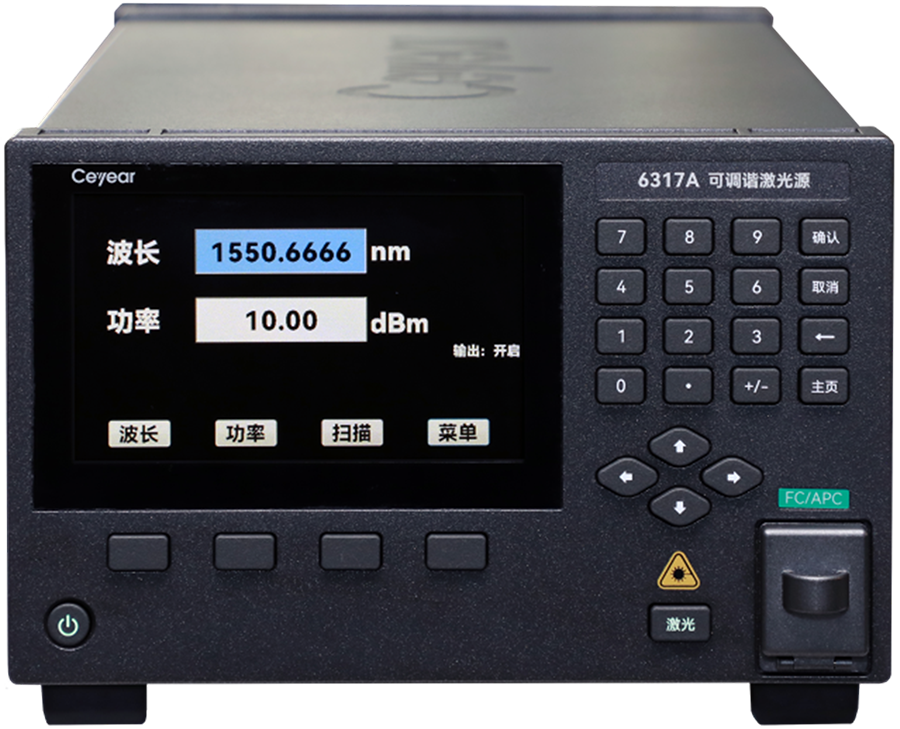 Ceyear
Ceyear
6317A 可调谐激光源
波长 1550.6666 nm
功率 10.00 dBm
输出：开启
波长 功率 扫描 菜单
7 8 9 确认
4 5 6 取消
1 2 3 ←
0 · +/- 主页
↑
← →
↓
FC/APC
激光